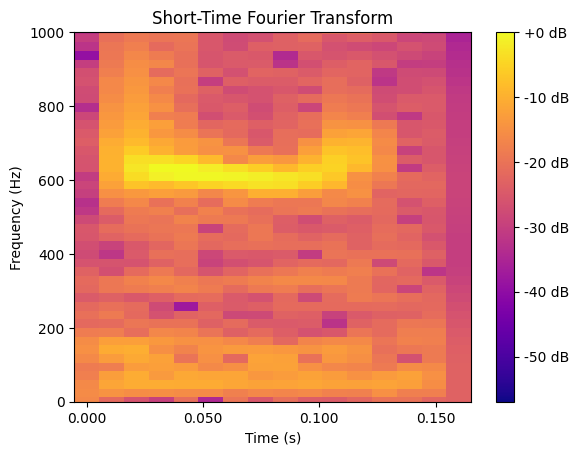 Short-Time Fourier Transform
1000
800
600
400
200
0
Frequency (Hz)
0.000
0.050
0.100
0.150
Time (s)
+0 dB
-10 dB
-20 dB
-30 dB
-40 dB
-50 dB